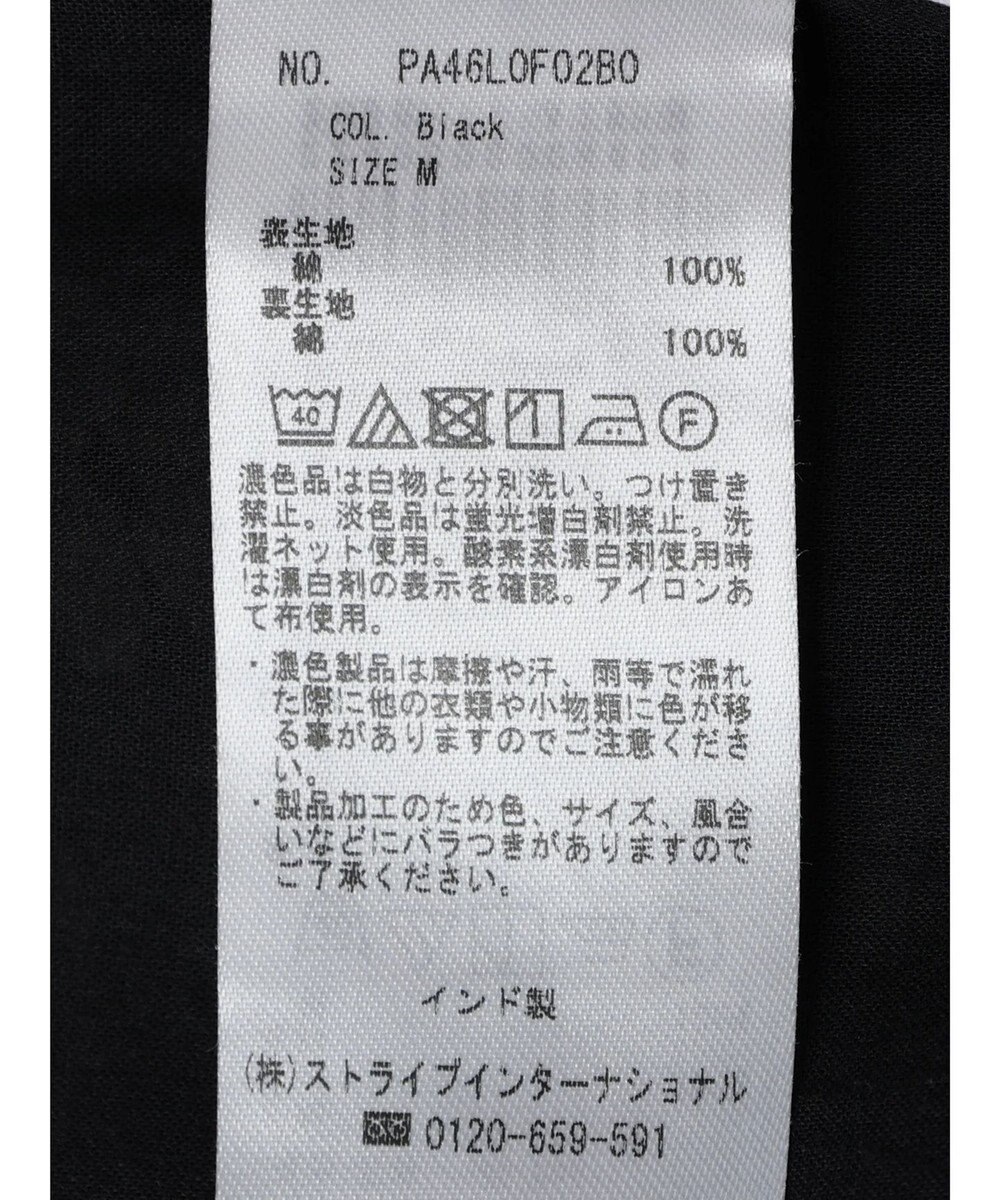 NO. PA46L0F02B0
COL. Black
SIZE M
表生地
綿 100%
裏生地
綿 100%
40
F
濃色品は白物と分別洗い。つけ置き
禁止。淡色品は蛍光増白剤禁止。洗
濯ネット使用。酸素系漂白剤使用時
は漂白剤の表示を確認。アイロンあ
て布使用。
・濃色製品は摩擦や汗、雨等で濡れ
た際に他の衣類や小物類に色が移
る事がありますのでご注意くださ
い。
・製品加工のため色、サイズ、風合
いなどにバラつきがありますので
ご了承ください。
インド製
(株)ストライプインターナショナル
0120-659-591